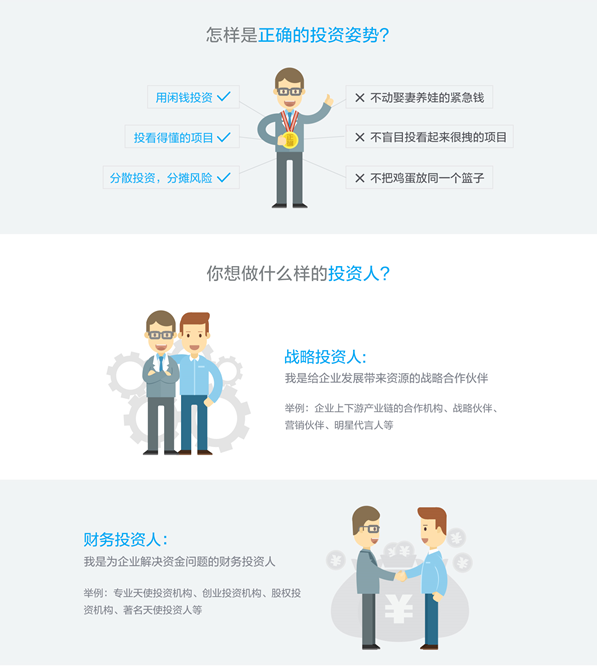 怎样是正确的投资姿势?
用闲钱投资
不动娶妻养娃的紧急钱
投看得懂的项目
不盲目投看起来很拽的项目
分散投资，分摊风险
不把鸡蛋放同一个篮子
你想做什么样的投资人?
战略投资人:
我是给企业发展带来资源的战略合作伙伴
举例：企业上下游产业链的合作机构、战略伙伴、
营销伙伴、明星代言人等
财务投资人:
我是为企业解决资金问题的财务投资人
举例：专业天使投资机构、创业投资机构、股权投
资机构、著名天使投资人等
¥